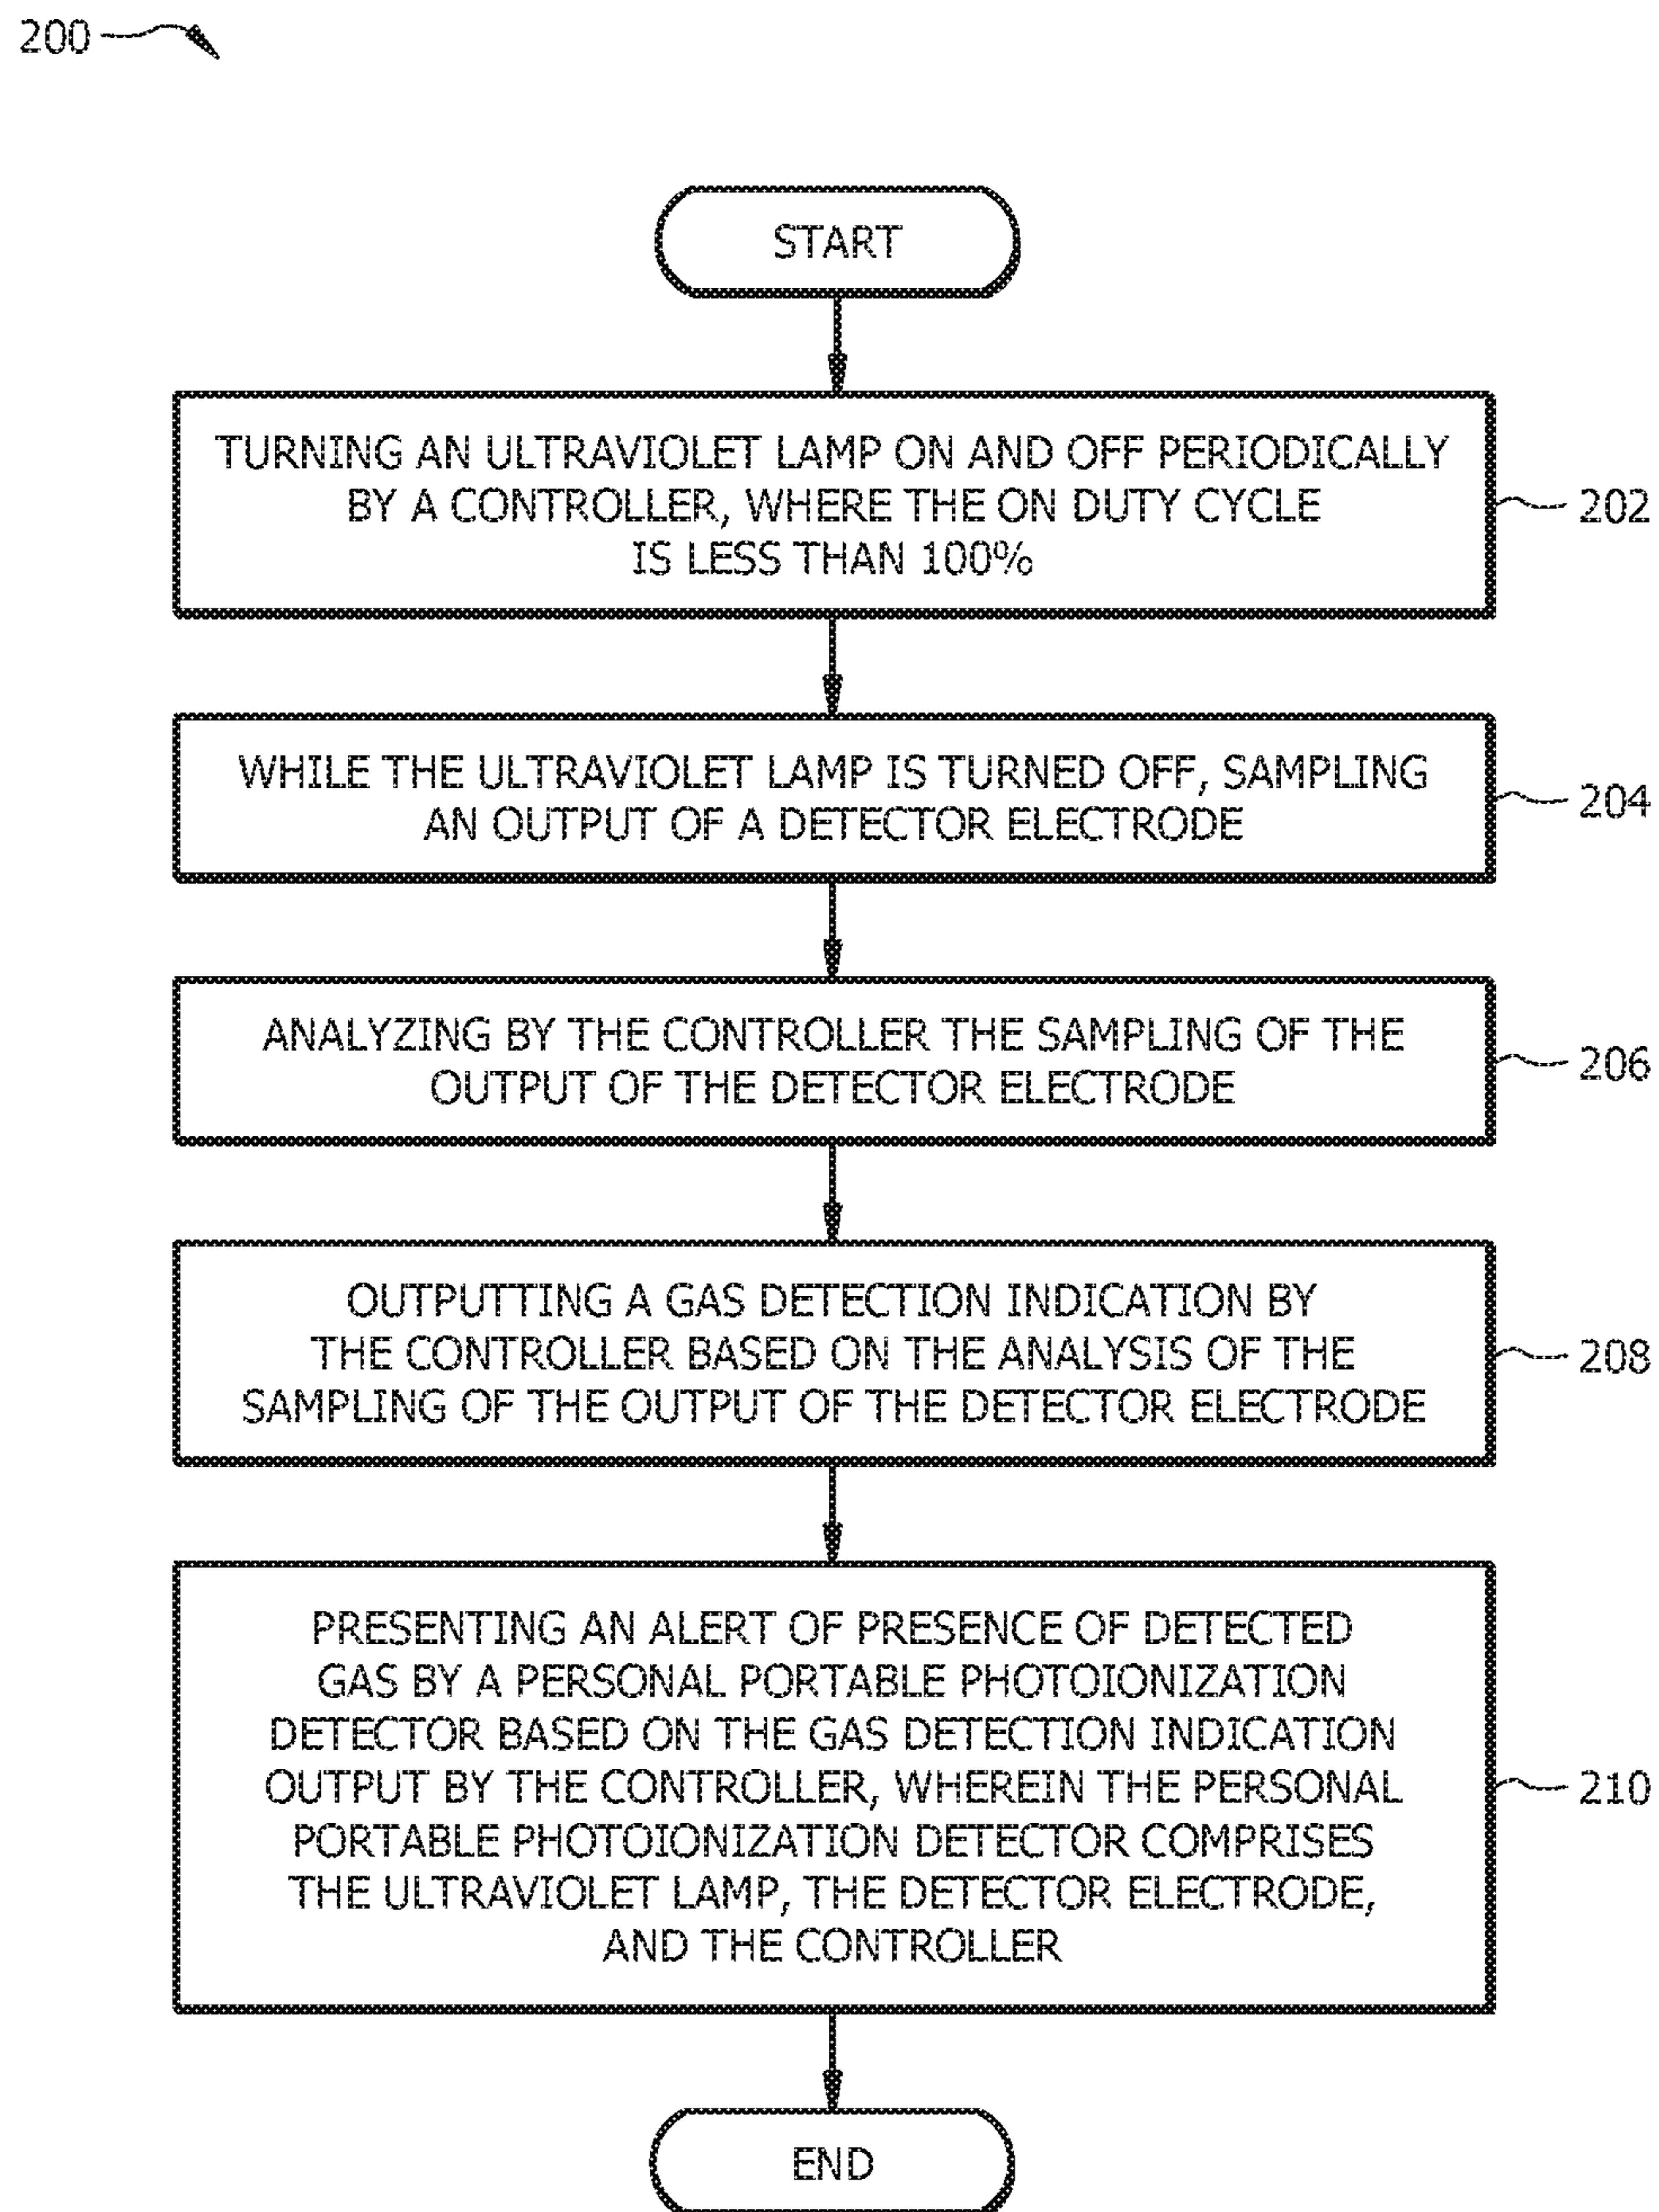 200
START
TURNING AN ULTRAVIOLET LAMP ON AND OFF PERIODICALLY
BY A CONTROLLER, WHERE THE ON DUTY CYCLE
IS LESS THAN 100%
202
WHILE THE ULTRAVIOLET LAMP IS TURNED OFF, SAMPLING
AN OUTPUT OF A DETECTOR ELECTRODE
204
ANALYZING BY THE CONTROLLER THE SAMPLING OF THE
OUTPUT OF THE DETECTOR ELECTRODE
206
OUTPUTTING A GAS DETECTION INDICATION BY
THE CONTROLLER BASED ON THE ANALYSIS OF THE
SAMPLING OF THE OUTPUT OF THE DETECTOR ELECTRODE
208
PRESENTING AN ALERT OF PRESENCE OF DETECTED
GAS BY A PERSONAL PORTABLE PHOTOIONIZATION
DETECTOR BASED ON THE GAS DETECTION INDICATION
OUTPUT BY THE CONTROLLER, WHEREIN THE PERSONAL
PORTABLE PHOTOIONIZATION DETECTOR COMPRISES
THE ULTRAVIOLET LAMP, THE DETECTOR ELECTRODE,
AND THE CONTROLLER
210
END